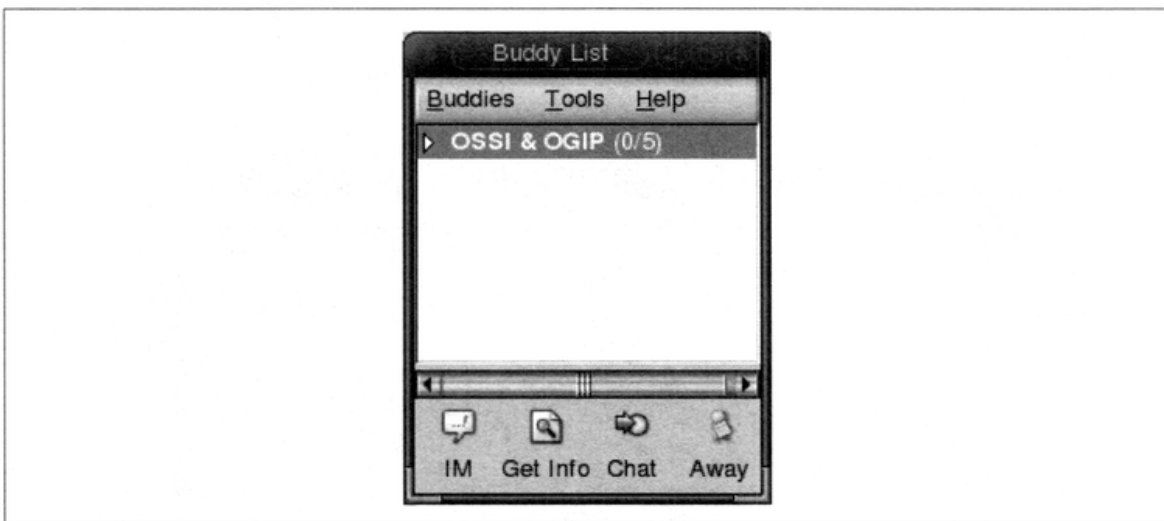 Buddy List
Buddies Tools Help
OSSI & OGIP (0/5)
IM Get Info Chat Away